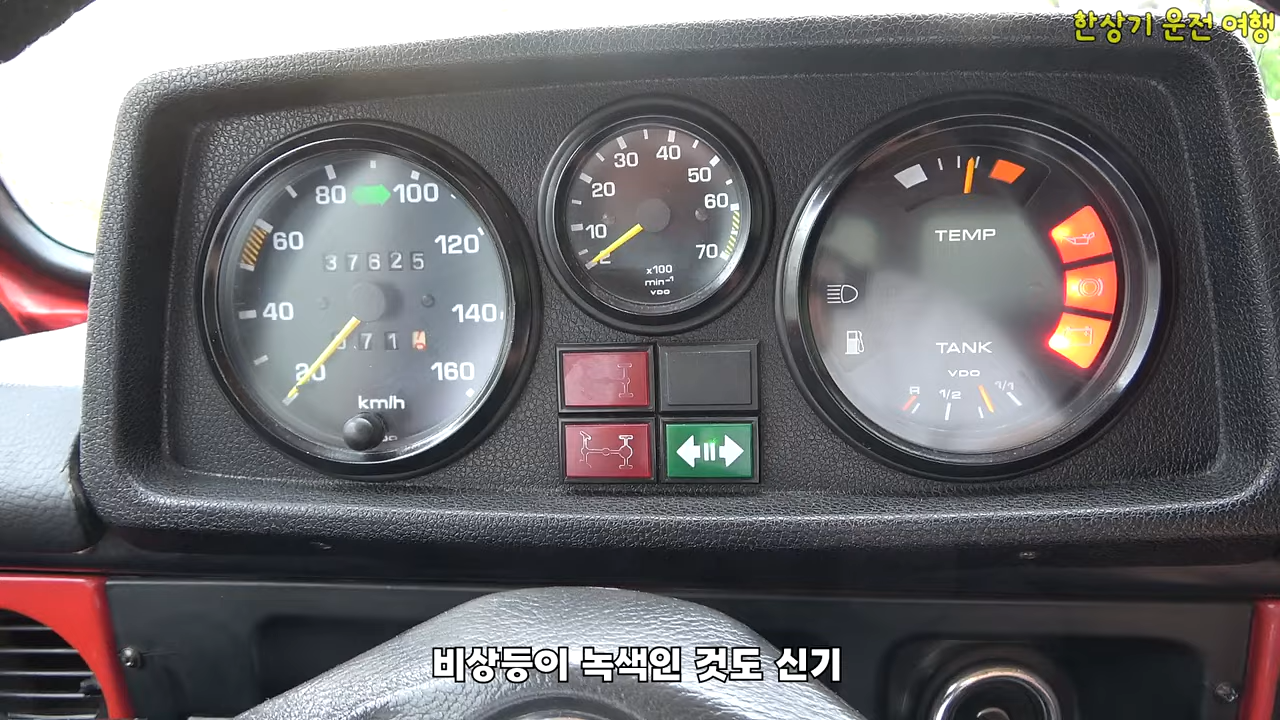 한상기 운전 여행
30 40
20 50
10 60
70
x100
min⁻¹
VDO
80 100
60 120
37625
40 140
71
20 160
km/h
TEMP
TANK
VDO
R 1/2 1/1
비상등이 녹색인 것도 신기